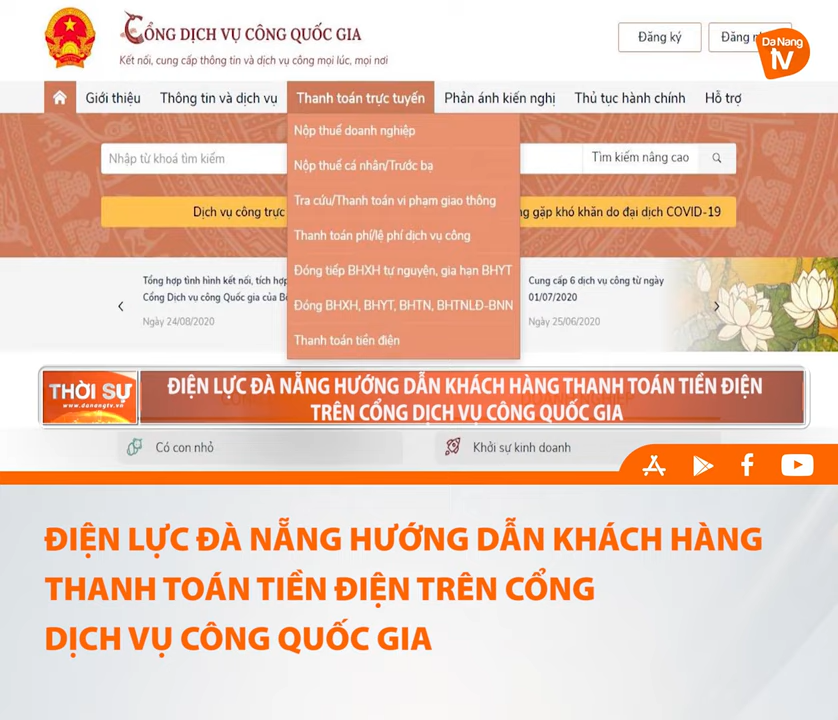 CỔNG DỊCH VỤ CÔNG QUỐC GIA
Kết nối, cung cấp thông tin và dịch vụ công mọi lúc, mọi nơi
Đăng ký
Đăng
Da Nang
tv
Giới thiệu
Thông tin và dịch vụ
Thanh toán trực tuyến
Phản ánh kiến nghị
Thủ tục hành chính
Hỗ trợ
Nộp thuế doanh nghiệp
Nhập từ khoá tìm kiếm
Tìm kiếm nâng cao
Nộp thuế cá nhân/Trước bạ
Tra cứu/Thanh toán vi phạm giao thông
Dịch vụ công trực
gặp khó khăn do đại dịch COVID-19
Thanh toán phí/lệ phí dịch vụ công
Đóng tiếp BHXH tự nguyện, gia hạn BHYT
Đóng BHXH, BHYT, BHTN, BHTNLĐ-BNN
Thanh toán tiền điện
Tổng hợp tình hình kết nối, tích
Cổng Dịch vụ công Quốc gia của
Ngày 24/08/2020
Cung cấp 6 dịch vụ công từ ngày
01/07/2020
Ngày 25/06/2020
THỜI SỰ
www.danangtv.vn
ĐIỆN LỰC ĐÀ NẴNG HƯỚNG DẪN KHÁCH HÀNG THANH TOÁN TIỀN ĐIỆN
TRÊN CỔNG DỊCH VỤ CÔNG QUỐC GIA
Có con nhỏ
Khởi sự kinh doanh
ĐIỆN LỰC ĐÀ NẴNG HƯỚNG DẪN KHÁCH HÀNG
THANH TOÁN TIỀN ĐIỆN TRÊN CỔNG
DỊCH VỤ CÔNG QUỐC GIA